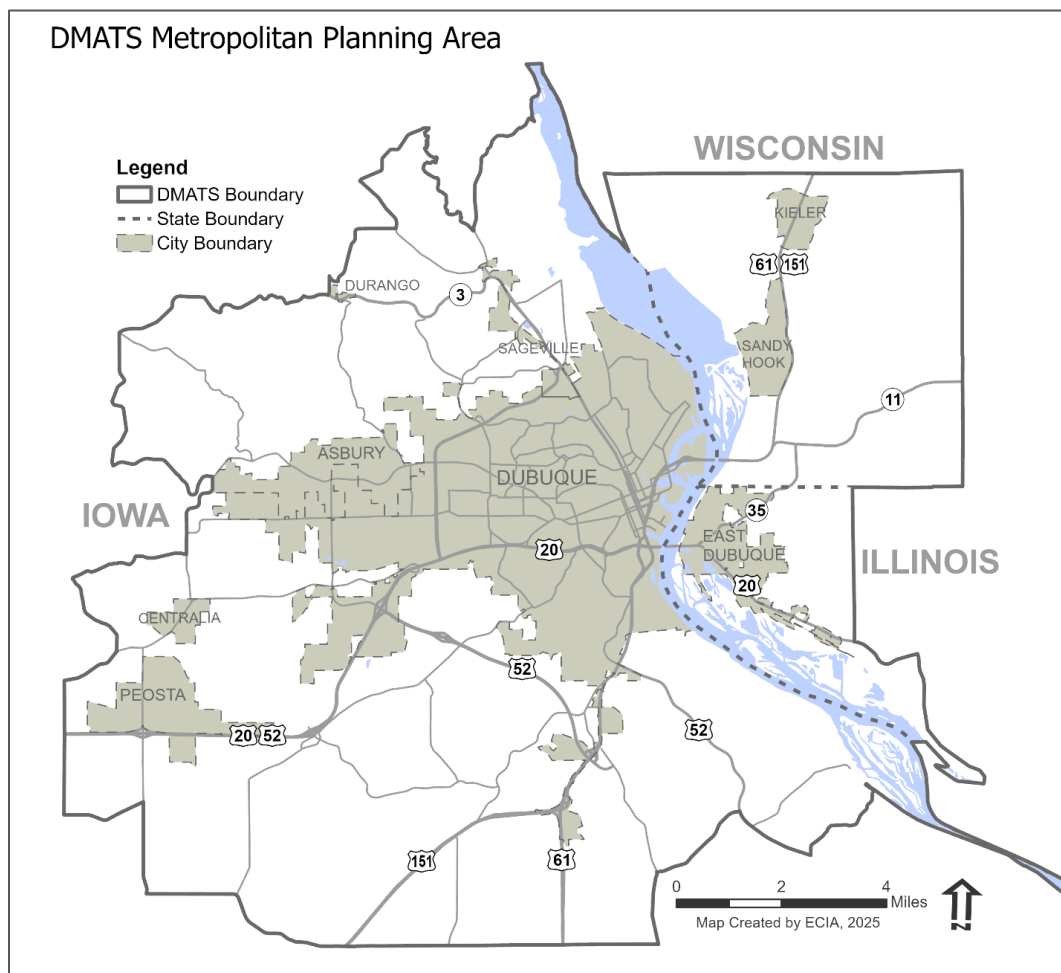 DMATS Metropolitan Planning Area
WISCONSIN
Legend
DMATS Boundary
State Boundary
City Boundary
KIELER
61 151
DURANGO
3
SAGEVILLE
SANDY
HOOK
11
ASBURY
DUBUQUE
IOWA
35
EAST
DUBUQUE
20
ILLINOIS
20
CENTRALIA
52
PEOSTA
20 52
52
151
61
0 2 4
Miles
Map Created by ECIA, 2025
N